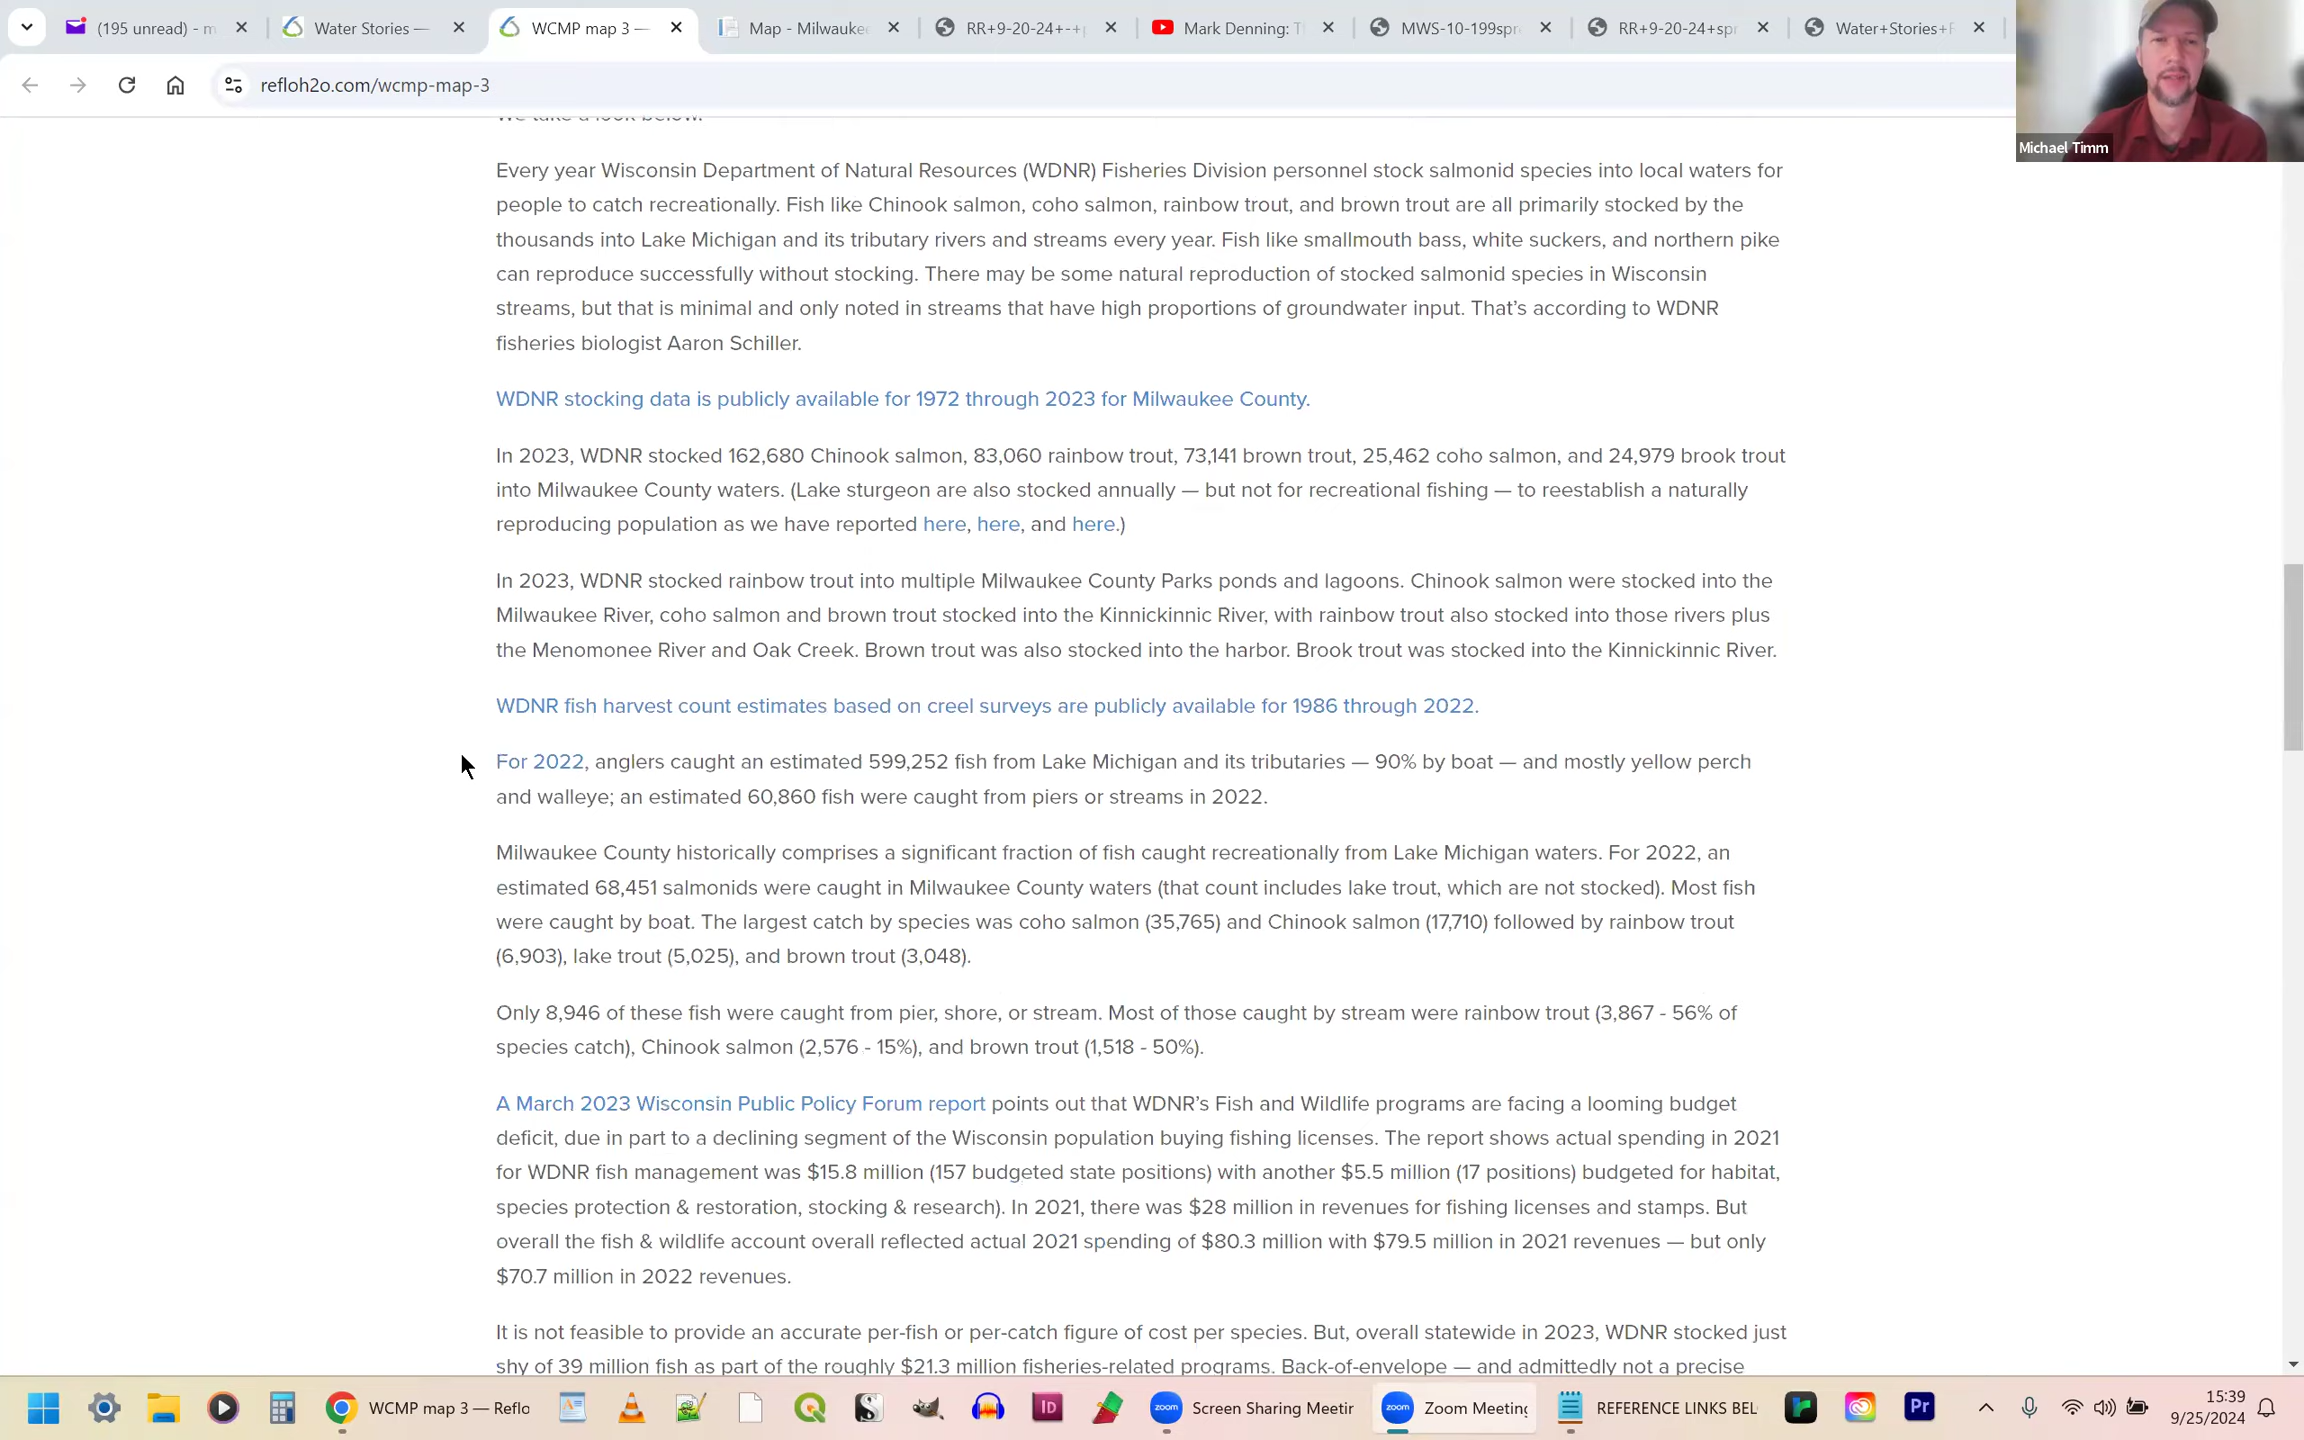 (195 unread) - m
Water Stories —
WCMP map 3 —
Map - Milwaukee
RR+9-20-24+-+p
Mark Denning: T
MWS-10-199spr
RR+9-20-24+spr
Water+Stories+F
refloh2o.com/wcmp-map-3
Michael Timm
We take a look below.
Every year Wisconsin Department of Natural Resources (WDNR) Fisheries Division personnel stock salmonid species into local waters for
people to catch recreationally. Fish like Chinook salmon, coho salmon, rainbow trout, and brown trout are all primarily stocked by the
thousands into Lake Michigan and its tributary rivers and streams every year. Fish like smallmouth bass, white suckers, and northern pike
can reproduce successfully without stocking. There may be some natural reproduction of stocked salmonid species in Wisconsin
streams, but that is minimal and only noted in streams that have high proportions of groundwater input. That's according to WDNR
fisheries biologist Aaron Schiller.
WDNR stocking data is publicly available for 1972 through 2023 for Milwaukee County.
In 2023, WDNR stocked 162,680 Chinook salmon, 83,060 rainbow trout, 73,141 brown trout, 25,462 coho salmon, and 24,979 brook trout
into Milwaukee County waters. (Lake sturgeon are also stocked annually — but not for recreational fishing — to reestablish a naturally
reproducing population as we have reported here, here, and here.)
In 2023, WDNR stocked rainbow trout into multiple Milwaukee County Parks ponds and lagoons. Chinook salmon were stocked into the
Milwaukee River, coho salmon and brown trout stocked into the Kinnickinnic River, with rainbow trout also stocked into those rivers plus
the Menomonee River and Oak Creek. Brown trout was also stocked into the harbor. Brook trout was stocked into the Kinnickinnic River.
WDNR fish harvest count estimates based on creel surveys are publicly available for 1986 through 2022.
For 2022, anglers caught an estimated 599,252 fish from Lake Michigan and its tributaries — 90% by boat — and mostly yellow perch
and walleye; an estimated 60,860 fish were caught from piers or streams in 2022.
Milwaukee County historically comprises a significant fraction of fish caught recreationally from Lake Michigan waters. For 2022, an
estimated 68,451 salmonids were caught in Milwaukee County waters (that count includes lake trout, which are not stocked). Most fish
were caught by boat. The largest catch by species was coho salmon (35,765) and Chinook salmon (17,710) followed by rainbow trout
(6,903), lake trout (5,025), and brown trout (3,048).
Only 8,946 of these fish were caught from pier, shore, or stream. Most of those caught by stream were rainbow trout (3,867 - 56% of
species catch), Chinook salmon (2,576 - 15%), and brown trout (1,518 - 50%).
A March 2023 Wisconsin Public Policy Forum report points out that WDNR's Fish and Wildlife programs are facing a looming budget
deficit, due in part to a declining segment of the Wisconsin population buying fishing licenses. The report shows actual spending in 2021
for WDNR fish management was $15.8 million (157 budgeted state positions) with another $5.5 million (17 positions) budgeted for habitat,
species protection & restoration, stocking & research). In 2021, there was $28 million in revenues for fishing licenses and stamps. But
overall the fish & wildlife account overall reflected actual 2021 spending of $80.3 million with $79.5 million in 2021 revenues — but only
$70.7 million in 2022 revenues.
It is not feasible to provide an accurate per-fish or per-catch figure of cost per species. But, overall statewide in 2023, WDNR stocked just
shy of 39 million fish as part of the roughly $21.3 million fisheries-related programs. Back-of-envelope — and admittedly not a precise
WCMP map 3 — Reflo
Id
zoom
Screen Sharing Meetin
zoom
Zoom Meeting
REFERENCE LINKS BEL
Pr
15:39
9/25/2024